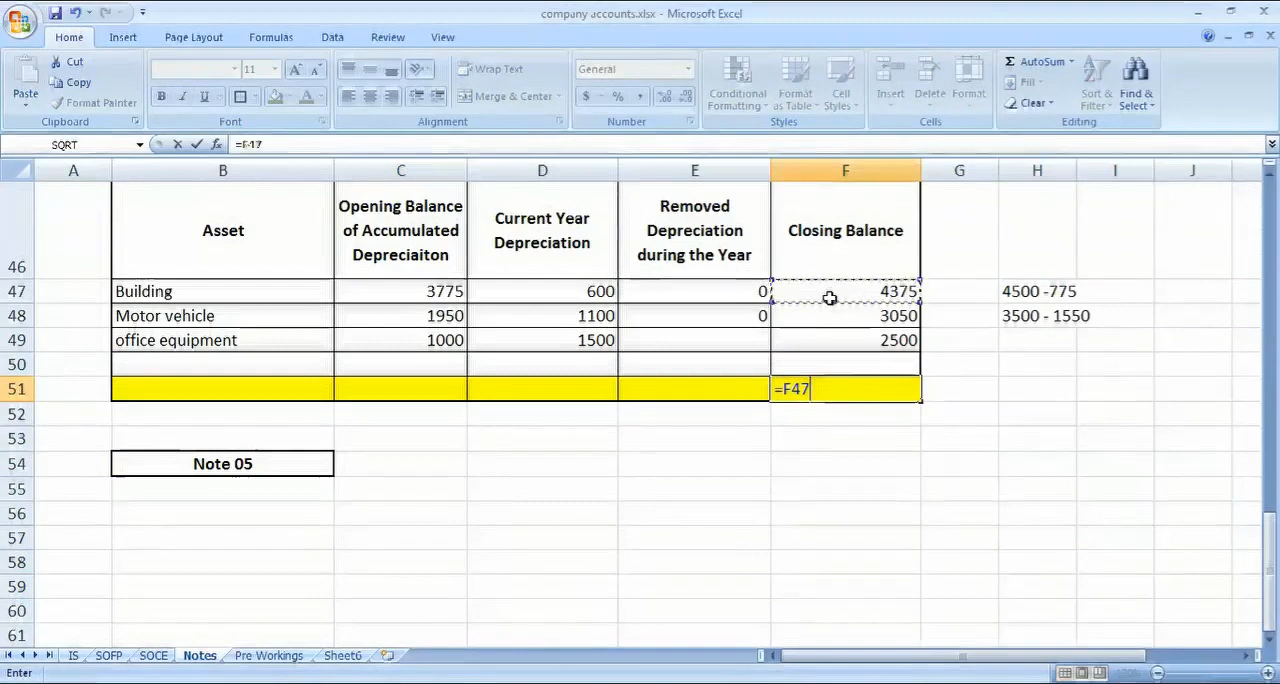 company accounts.xlsx - Microsoft Excel
Home Insert Page Layout Formulas Data Review View
Paste
Cut
Copy
Format Painter
Clipboard
11
A A
B I U
A
Font
Wrap Text
Merge & Center
Alignment
General
$ % ,
Number
Conditional Formatting
Format as Table
Cell Styles
Styles
Insert Delete Format
Cells
Σ AutoSum
Fill
Clear
Sort & Filter
Find & Select
Editing
SQRT
fx
=F47
A B C D E F G H I J
46 Asset Opening Balance of Accumulated Depreciaiton Current Year Depreciation Removed Depreciation during the Year Closing Balance
47 Building 3775 600 0 4375 4500 -775
48 Motor vehicle 1950 1100 0 3050 3500 - 1550
49 office equipment 1000 1500 2500
50
51 =F47
52
53
54 Note 05
55
56
57
58
59
60
61
IS SOFP SOCE Notes Pre Workings Sheet6
Enter